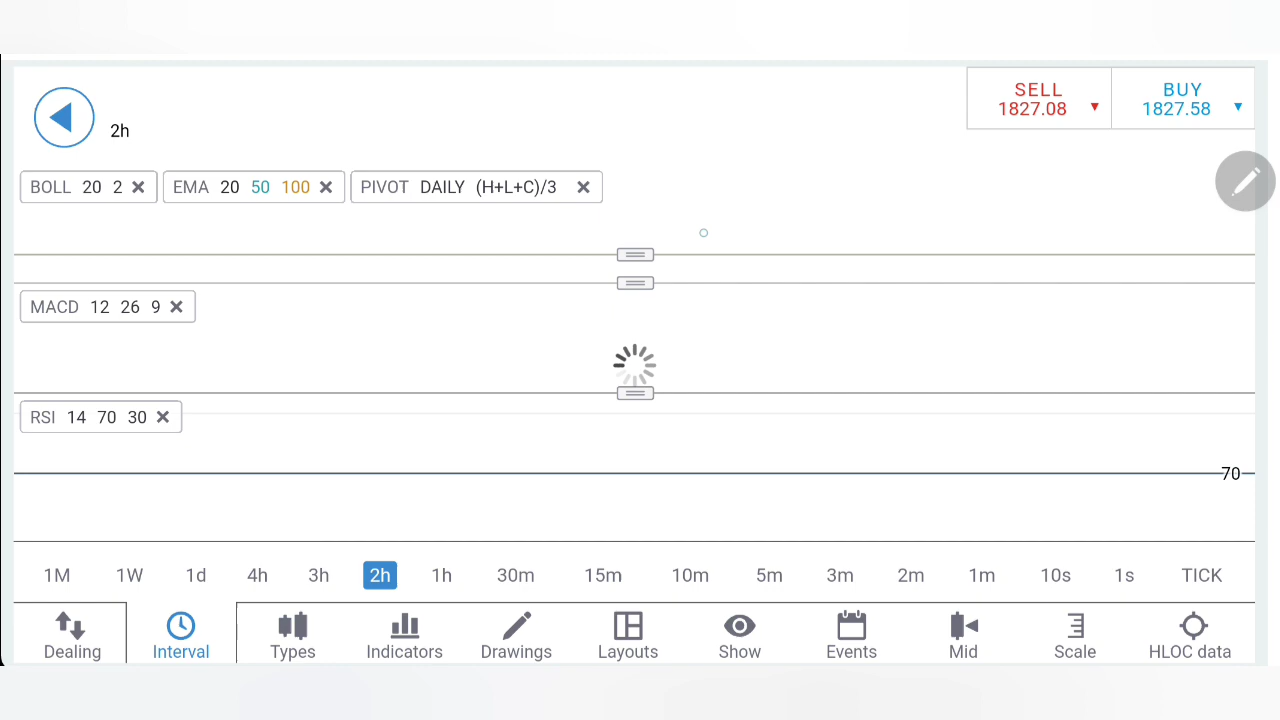 SELL BUY
1827.08 ▼ 1827.58 ▼
2h
BOLL 20 2 × EMA 20 50 100 × PIVOT DAILY (H+L+C)/3 ×
MACD 12 26 9 ×
RSI 14 70 30 ×
70
1M 1W 1d 4h 3h 2h 1h 30m 15m 10m 5m 3m 2m 1m 10s 1s TICK
Dealing Interval Types Indicators Drawings Layouts Show Events Mid Scale HLOC data